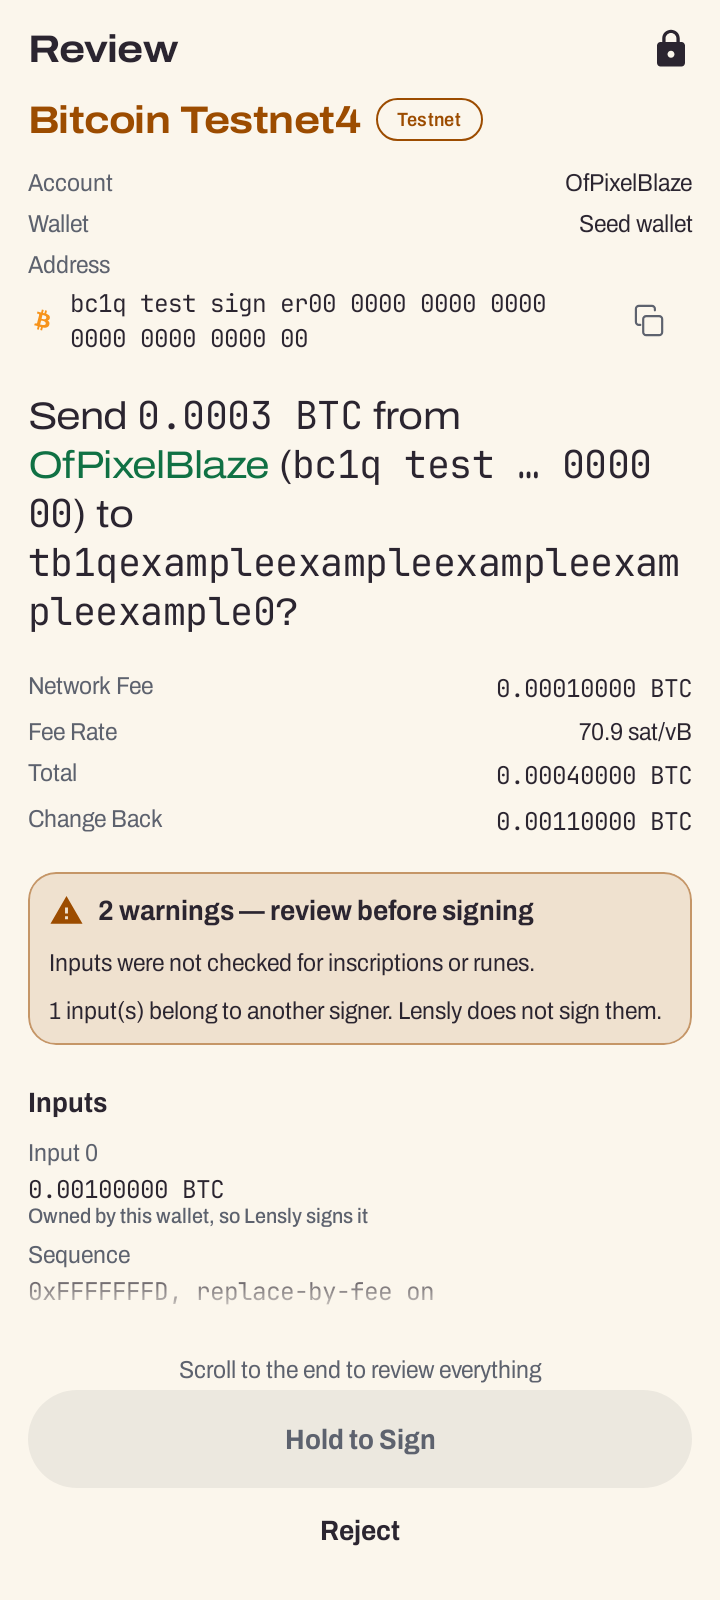 Review
Bitcoin Testnet4 Testnet
Account OfPixelBlaze
Wallet Seed wallet
Address
bc1q test sign er00 0000 0000 0000
0000 0000 0000 00
Send 0.0003 BTC from
OfPixelBlaze (bc1q test … 0000
00) to
tb1qexampleexampleexampleexam
pleexample0?
Network Fee 0.00010000 BTC
Fee Rate 70.9 sat/vB
Total 0.00040000 BTC
Change Back 0.00110000 BTC
2 warnings — review before signing
Inputs were not checked for inscriptions or runes.
1 input(s) belong to another signer. Lensly does not sign them.
Inputs
Input 0
0.00100000 BTC
Owned by this wallet, so Lensly signs it
Sequence
0xFFFFFFFD, replace-by-fee on
Scroll to the end to review everything
Hold to Sign
Reject